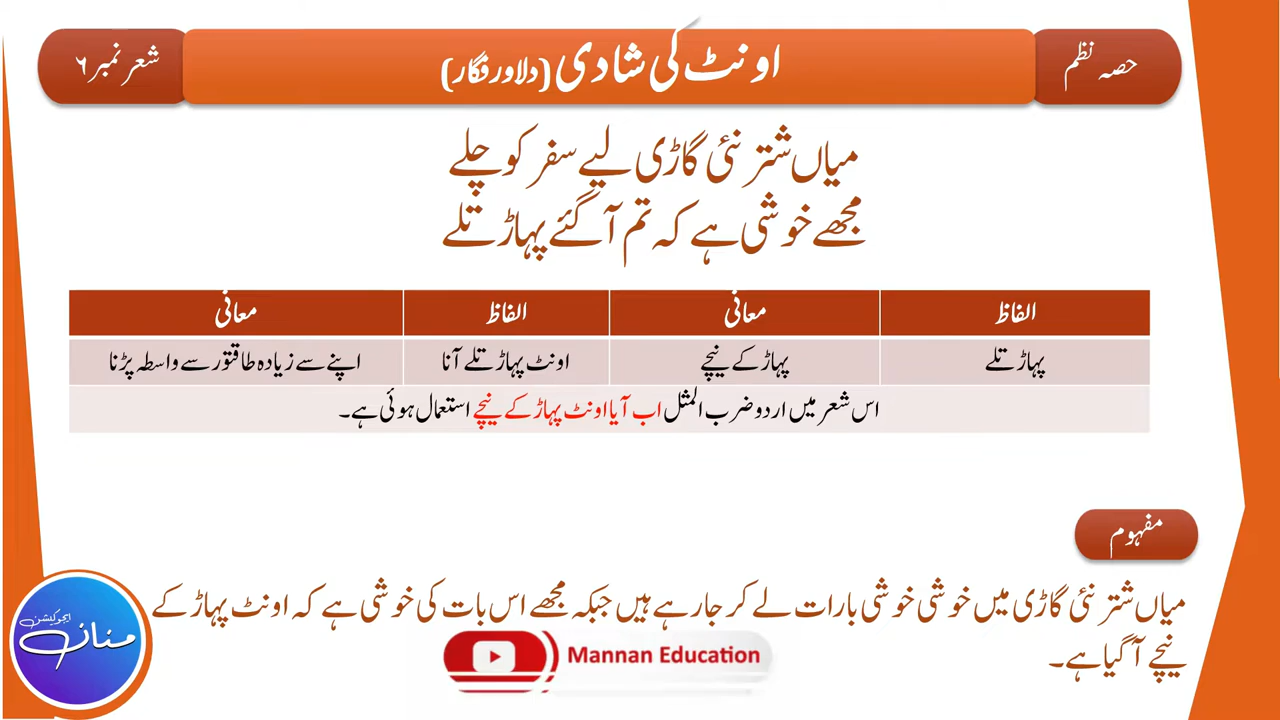 حصہ نظم
اونٹ کی شادی (دلاور فگار)
شعر نمبر ۶
میاں شتر نئی گاڑی لیے سفر کو چلے
مجھے خوشی ہے کہ تم آ گئے پہاڑ تلے
الفاظ معانی الفاظ معانی
پہاڑ تلے پہاڑ کے نیچے اونٹ پہاڑ تلے آنا اپنے سے زیادہ طاقتور سے واسطہ پڑنا
اس شعر میں اردو ضرب المثل اب آیا اونٹ پہاڑ کے نیچے استعمال ہوئی ہے۔
مفہوم
میاں شتر نئی گاڑی میں خوشی خوشی بارات لے کر جا رہے ہیں جبکہ مجھے اس بات کی خوشی ہے کہ اونٹ پہاڑ کے
نیچے آ گیا ہے۔
ایجوکیشن
منان
Mannan Education